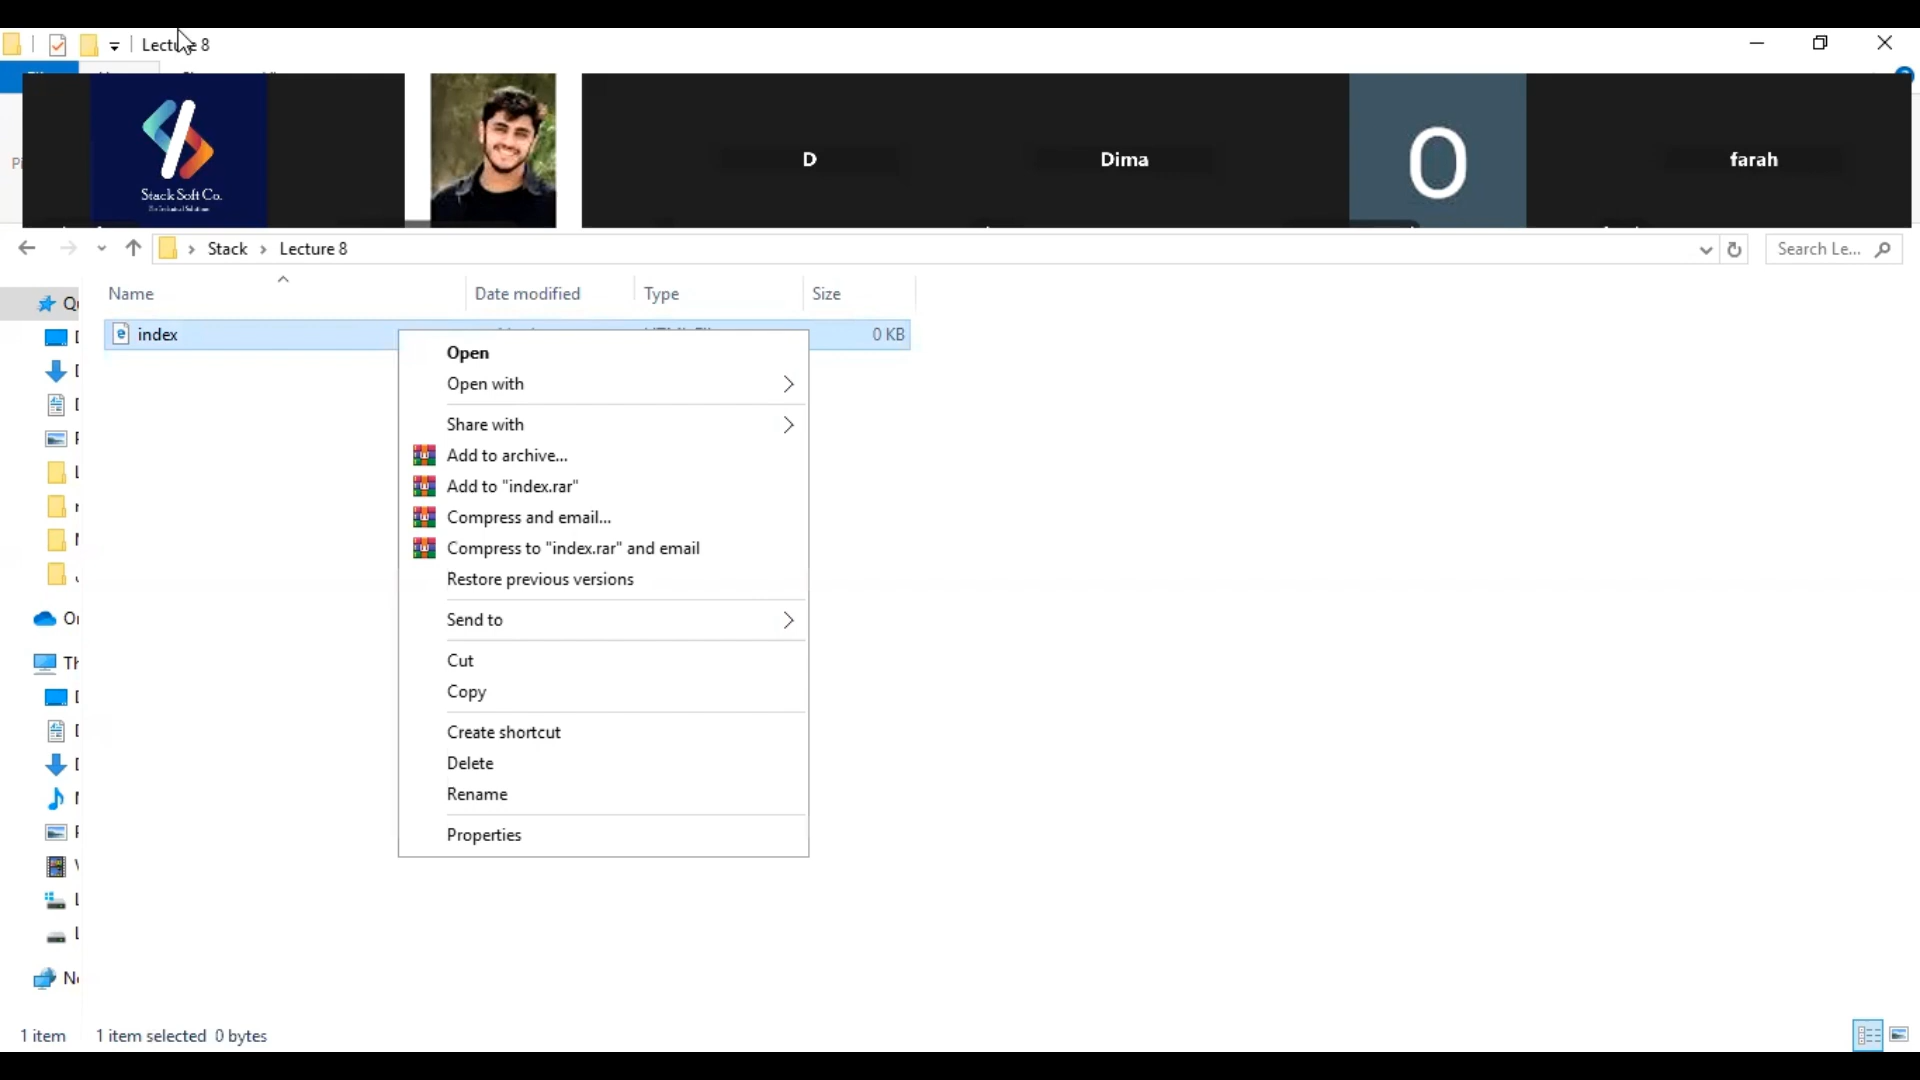 Lecture 8
Stack Soft Co.
D
Dima
O
farah
Stack > Lecture 8
Search Le...
Name
Date modified
Type
Size
index
0 KB
Open
Open with
Share with
Add to archive...
Add to "index.rar"
Compress and email...
Compress to "index.rar" and email
Restore previous versions
Send to
Cut
Copy
Create shortcut
Delete
Rename
Properties
1 item
1 item selected 0 bytes